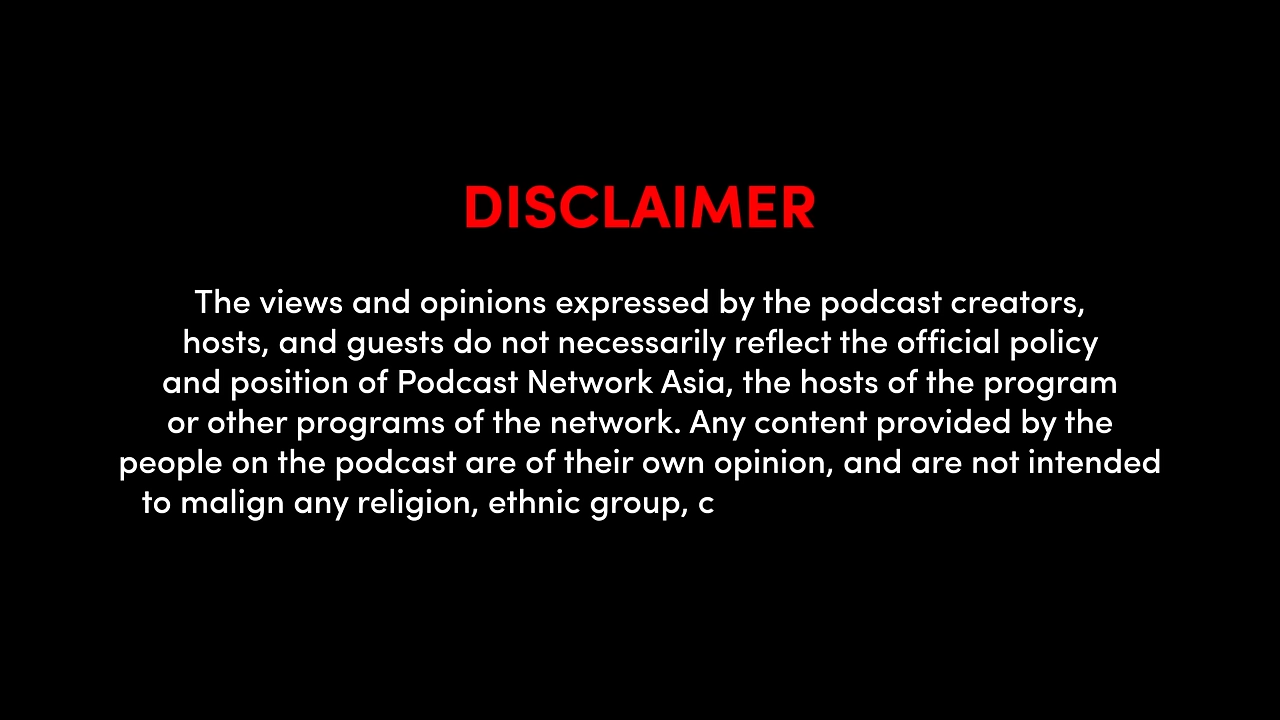 DISCLAIMER
The views and opinions expressed by the podcast creators,
hosts, and guests do not necessarily reflect the official policy
and position of Podcast Network Asia, the hosts of the program
or other programs of the network. Any content provided by the
people on the podcast are of their own opinion, and are not intended
to malign any religion, ethnic group, c